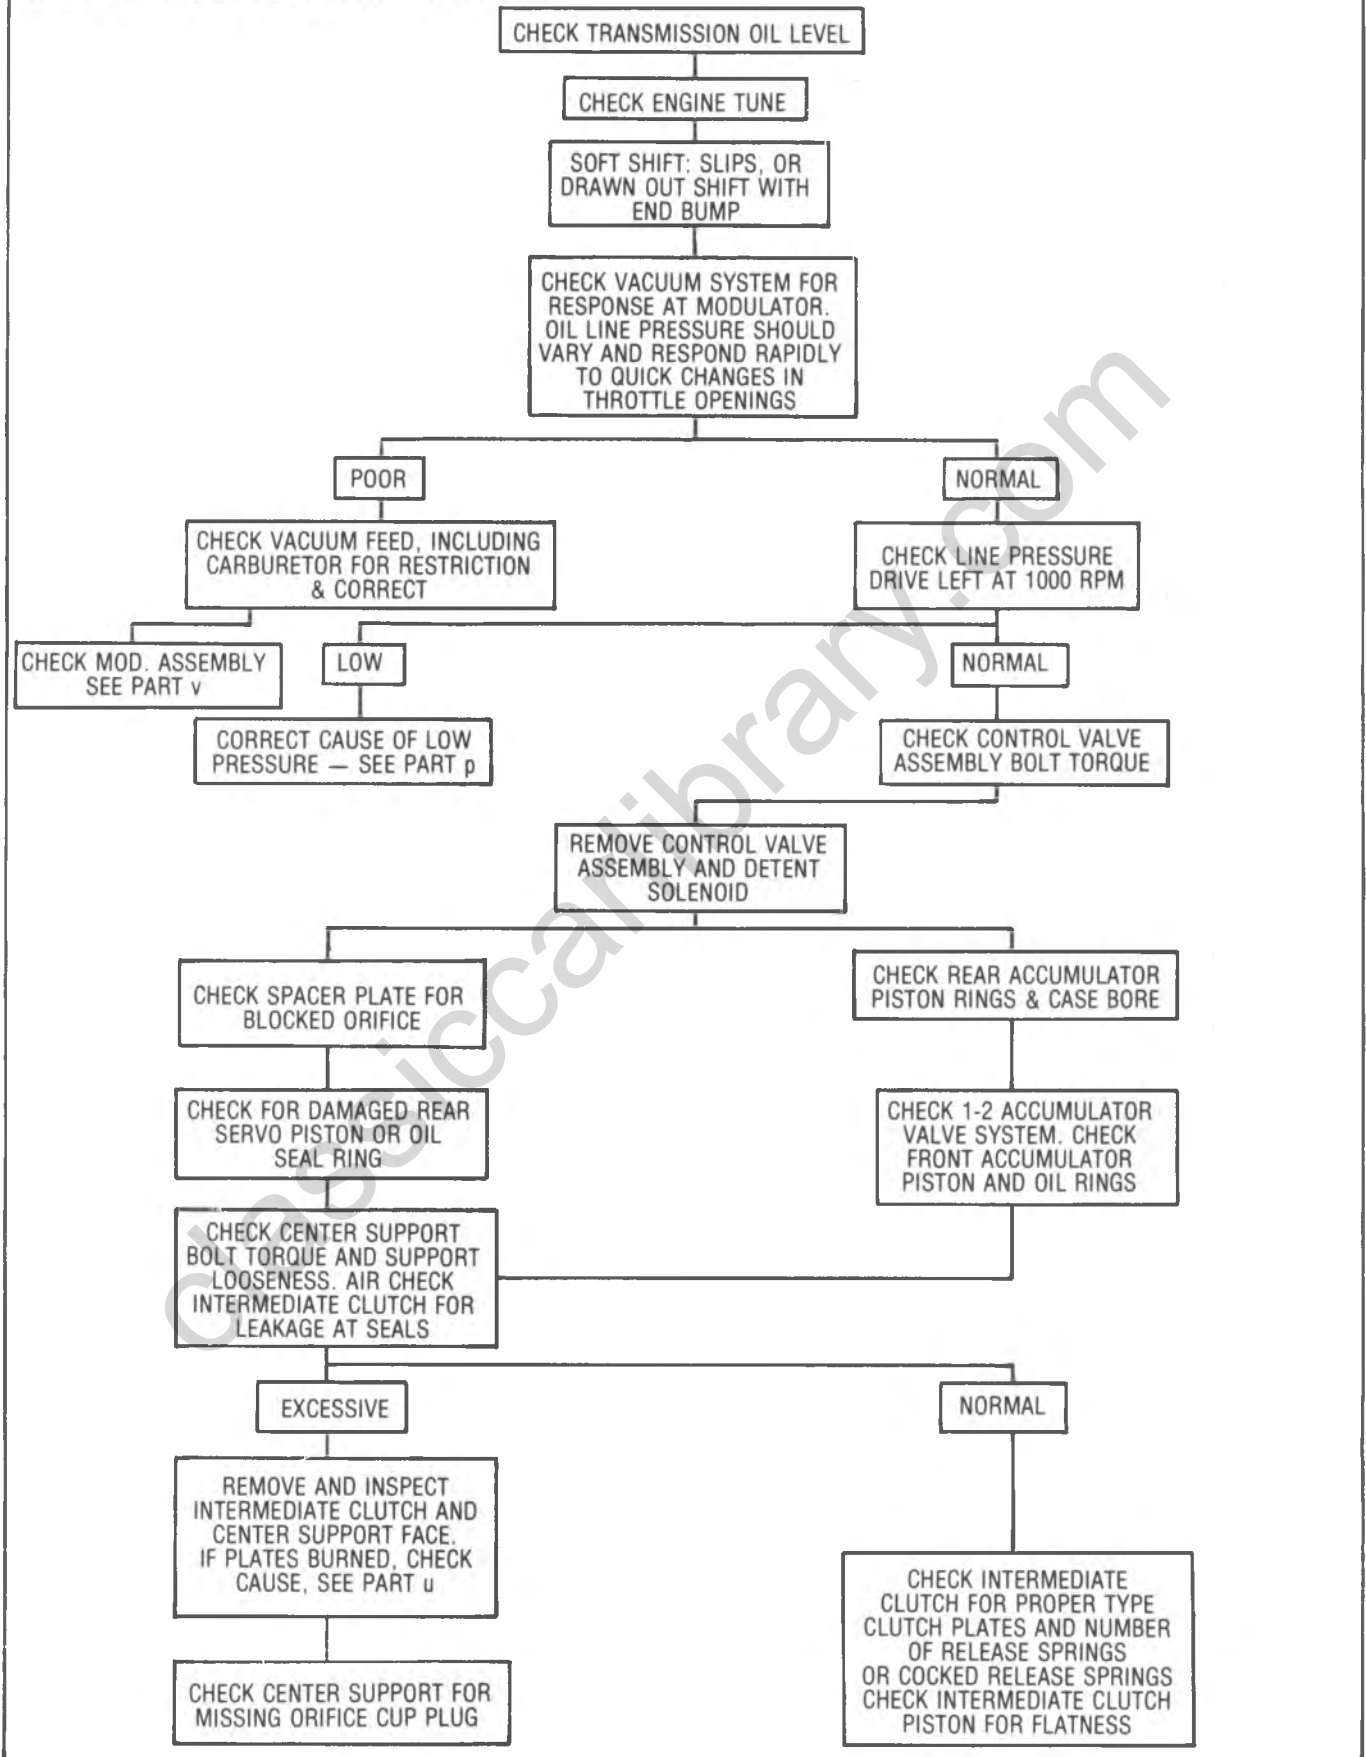 CHECK TRANSMISSION OIL LEVEL
CHECK ENGINE TUNE
SOFT SHIFT: SLIPS, OR
DRAWN OUT SHIFT WITH
END BUMP
CHECK VACUUM SYSTEM FOR
RESPONSE AT MODULATOR.
OIL LINE PRESSURE SHOULD
VARY AND RESPOND RAPIDLY
TO QUICK CHANGES IN
THROTTLE OPENINGS
POOR
NORMAL
CHECK VACUUM FEED, INCLUDING
CARBURETOR FOR RESTRICTION
& CORRECT
CHECK LINE PRESSURE
DRIVE LEFT AT 1000 RPM
CHECK MOD. ASSEMBLY
SEE PART v
LOW
NORMAL
CORRECT CAUSE OF LOW
PRESSURE — SEE PART p
CHECK CONTROL VALVE
ASSEMBLY BOLT TORQUE
REMOVE CONTROL VALVE
ASSEMBLY AND DETENT
SOLENOID
CHECK SPACER PLATE FOR
BLOCKED ORIFICE
CHECK REAR ACCUMULATOR
PISTON RINGS & CASE BORE
CHECK FOR DAMAGED REAR
SERVO PISTON OR OIL
SEAL RING
CHECK 1-2 ACCUMULATOR
VALVE SYSTEM. CHECK
FRONT ACCUMULATOR
PISTON AND OIL RINGS
CHECK CENTER SUPPORT
BOLT TORQUE AND SUPPORT
LOOSENESS. AIR CHECK
INTERMEDIATE CLUTCH FOR
LEAKAGE AT SEALS
EXCESSIVE
NORMAL
REMOVE AND INSPECT
INTERMEDIATE CLUTCH AND
CENTER SUPPORT FACE.
IF PLATES BURNED, CHECK
CAUSE, SEE PART u
CHECK INTERMEDIATE
CLUTCH FOR PROPER TYPE
CLUTCH PLATES AND NUMBER
OF RELEASE SPRINGS
OR COCKED RELEASE SPRINGS
CHECK INTERMEDIATE CLUTCH
PISTON FOR FLATNESS
CHECK CENTER SUPPORT FOR
MISSING ORIFICE CUP PLUG
classiccarlibrary.com